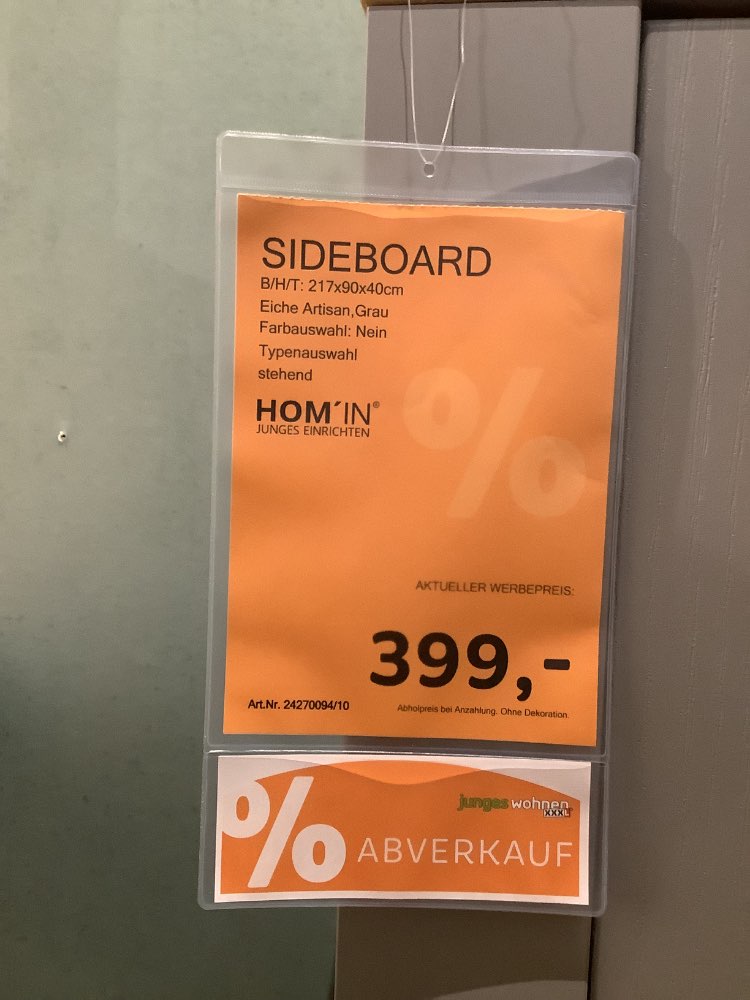 SIDEBOARD
B/H/T: 217x90x40cm
Eiche Artisan,Grau
Farbauswahl: Nein
Typenauswahl
stehend
HOM´IN®
JUNGES EINRICHTEN
%
AKTUELLER WERBEPREIS:
399,-
Art.Nr. 24270094/10
Abholpreis bei Anzahlung. Ohne Dekoration.
junges wohnen
XXXL
% ABVERKAUF